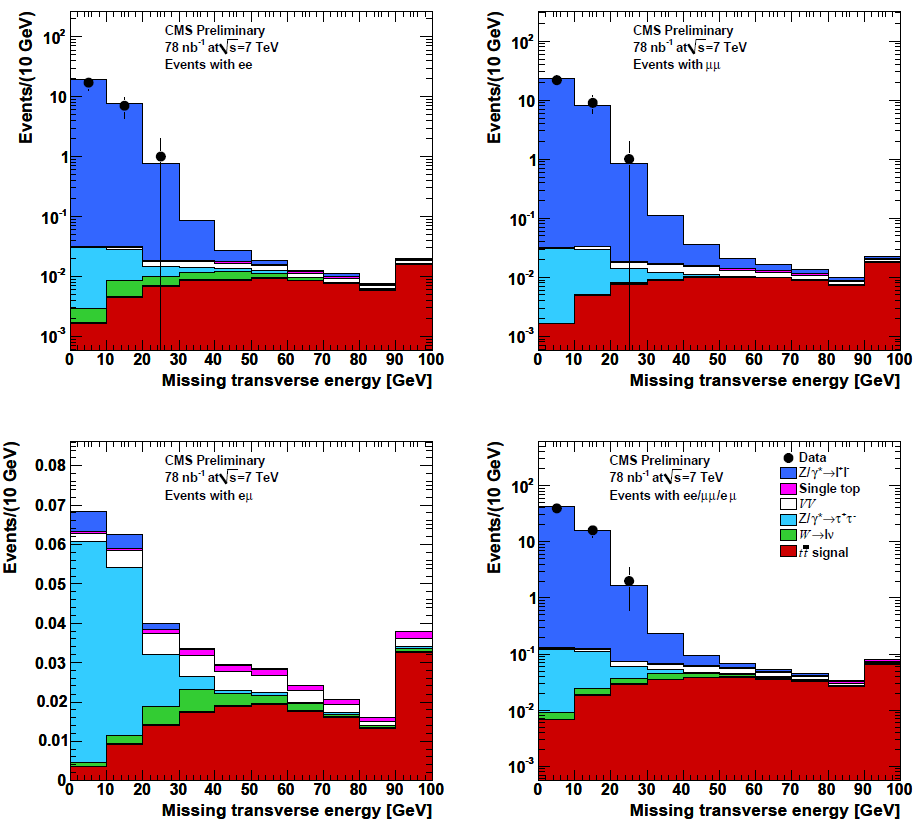 Events/(10 GeV)
10²
10
1
10⁻¹
10⁻²
10⁻³
CMS Preliminary
78 nb⁻¹ at√s=7 TeV
Events with ee
0 10 20 30 40 50 60 70 80 90 100
Missing transverse energy [GeV]
Events/(10 GeV)
10²
10
1
10⁻¹
10⁻²
10⁻³
CMS Preliminary
78 nb⁻¹ at√s=7 TeV
Events with μμ
0 10 20 30 40 50 60 70 80 90 100
Missing transverse energy [GeV]
Events/(10 GeV)
0.08
0.07
0.06
0.05
0.04
0.03
0.02
0.01
0
CMS Preliminary
78 nb⁻¹ at√s=7 TeV
Events with eμ
0 10 20 30 40 50 60 70 80 90 100
Missing transverse energy [GeV]
Events/(10 GeV)
10²
10
1
10⁻¹
10⁻²
10⁻³
CMS Preliminary
78 nb⁻¹ at√s=7 TeV
Events with ee/μμ/eμ
Data
Z/γ*→l⁺l⁻
Single top
VV
Z/γ*→τ⁺τ⁻
W→lν
tt̄ signal
0 10 20 30 40 50 60 70 80 90 100
Missing transverse energy [GeV]